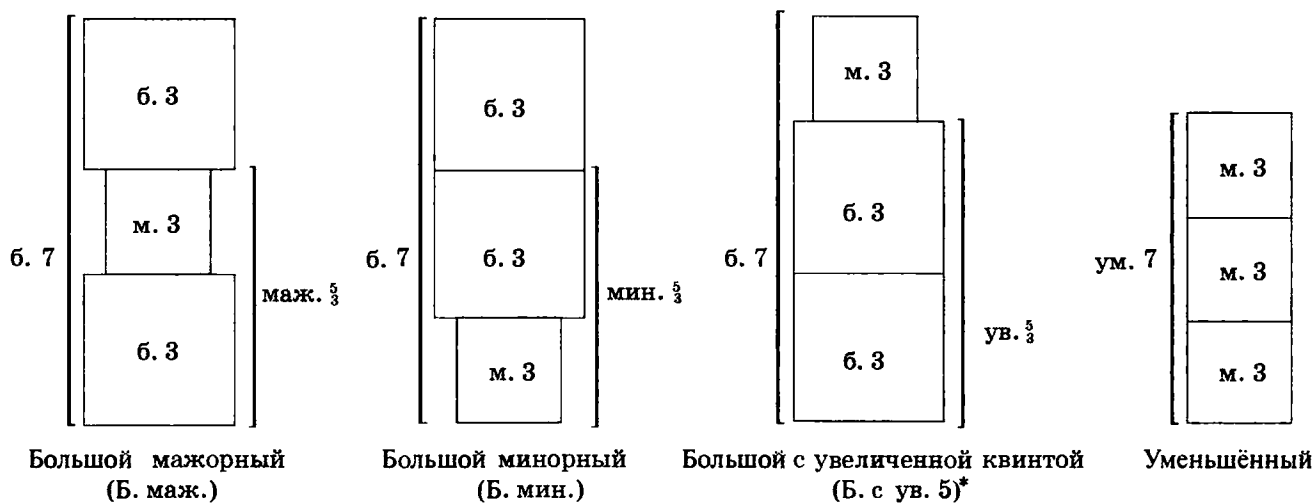 б. 3
м. 3
б. 3
б. 7
маж. 5/3
Большой мажорный
(Б. маж.)
б. 3
б. 3
м. 3
б. 7
мин. 5/3
Большой минорный
(Б. мин.)
м. 3
б. 3
б. 3
б. 7
ув. 5/3
Большой с увеличенной квинтой
(Б. с ув. 5)*
м. 3
м. 3
м. 3
ум. 7
Уменьшённый